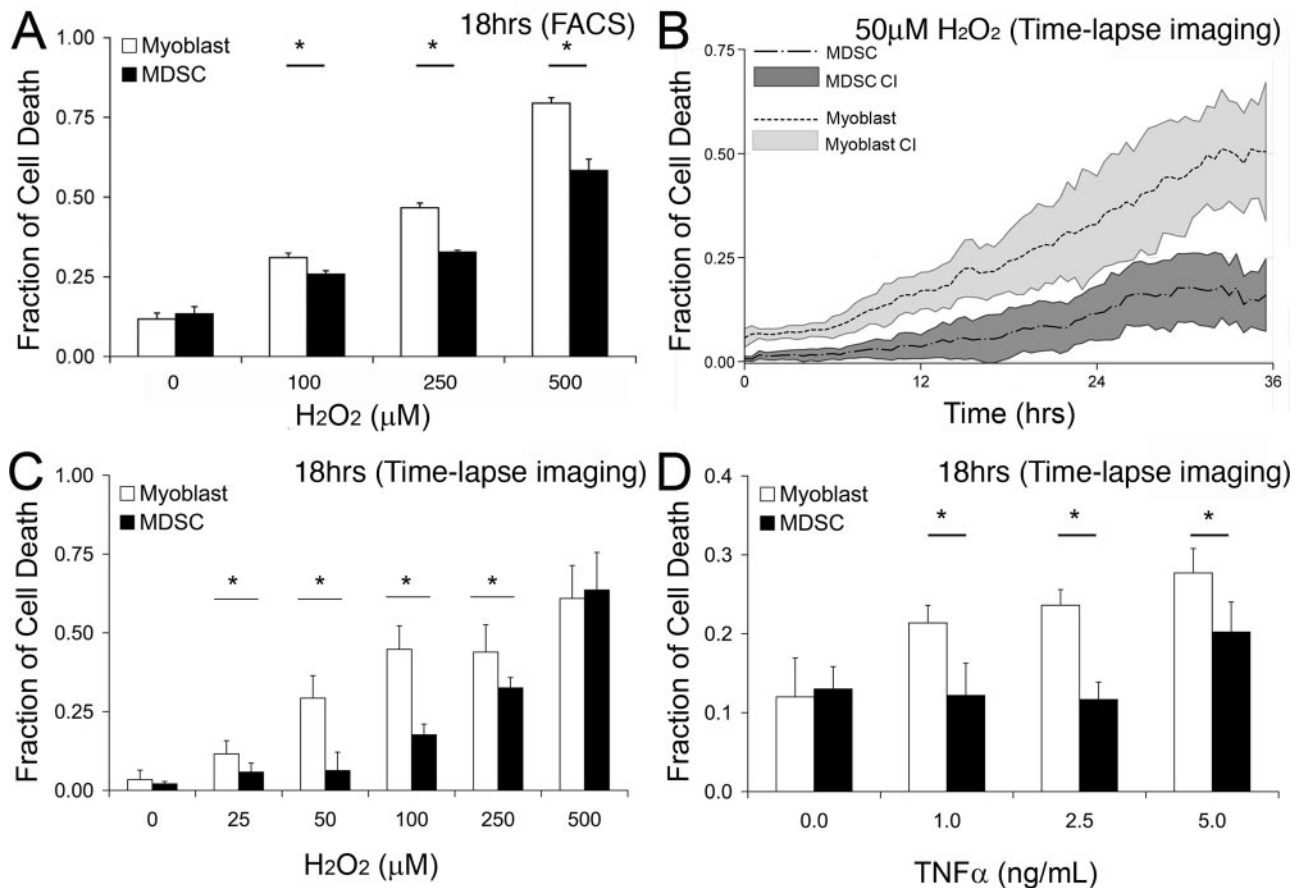 A
18hrs (FACS)
Fraction of Cell Death
1.00
0.75
0.50
0.25
0.00
Myoblast
MDSC
*
*
*
0
100
250
500
H2O2 (μM)
B
50μM H2O2 (Time-lapse imaging)
Fraction of Cell Death
0.75
0.50
0.25
0.00
MDSC
MDSC CI
Myoblast
Myoblast CI
0
12
24
36
Time (hrs)
C
18hrs (Time-lapse imaging)
Fraction of Cell Death
1.00
0.75
0.50
0.25
0.00
Myoblast
MDSC
*
*
*
*
0
25
50
100
250
500
H2O2 (μM)
D
18hrs (Time-lapse imaging)
Fraction of Cell Death
0.4
0.3
0.2
0.1
0.0
Myoblast
MDSC
*
*
*
0.0
1.0
2.5
5.0
TNFα (ng/mL)